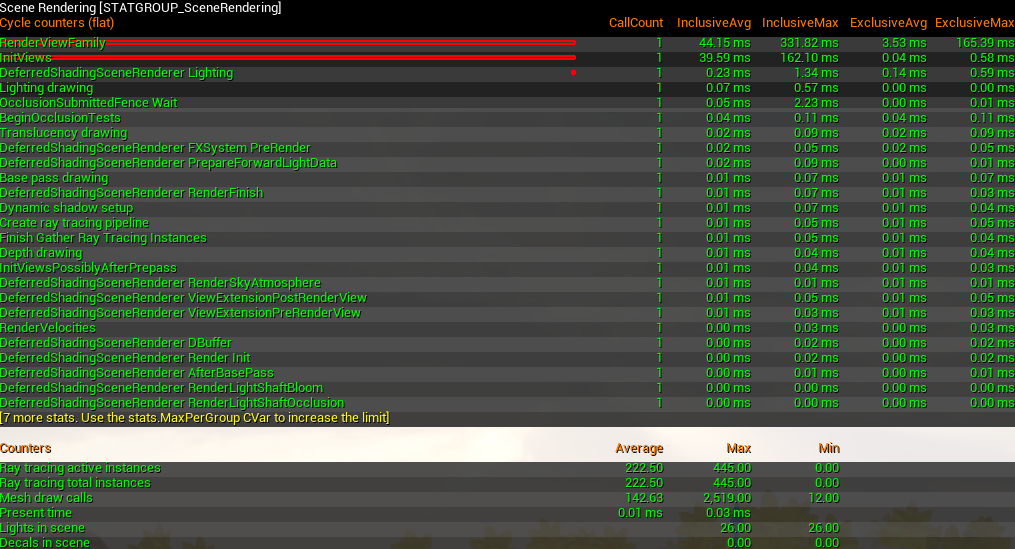 Scene Rendering [STATGROUP_SceneRendering]
Cycle counters (flat) CallCount InclusiveAvg InclusiveMax ExclusiveAvg ExclusiveMax
RenderViewFamily 1 44.15 ms 331.82 ms 3.53 ms 165.39 ms
InitViews 1 39.59 ms 162.10 ms 0.04 ms 0.58 ms
DeferredShadingSceneRenderer Lighting 1 0.23 ms 1.34 ms 0.14 ms 0.59 ms
Lighting drawing 1 0.07 ms 0.57 ms 0.00 ms 0.00 ms
OcclusionSubmittedFence Wait 1 0.05 ms 2.23 ms 0.00 ms 0.01 ms
BeginOcclusionTests 1 0.04 ms 0.11 ms 0.04 ms 0.11 ms
Translucency drawing 1 0.02 ms 0.09 ms 0.02 ms 0.09 ms
DeferredShadingSceneRenderer FXSystem PreRender 1 0.02 ms 0.05 ms 0.02 ms 0.05 ms
DeferredShadingSceneRenderer PrepareForwardLightData 1 0.02 ms 0.09 ms 0.00 ms 0.01 ms
Base pass drawing 1 0.01 ms 0.07 ms 0.01 ms 0.07 ms
DeferredShadingSceneRenderer RenderFinish 1 0.01 ms 0.07 ms 0.01 ms 0.03 ms
Dynamic shadow setup 1 0.01 ms 0.07 ms 0.01 ms 0.04 ms
Create ray tracing pipeline 1 0.01 ms 0.05 ms 0.01 ms 0.05 ms
Finish Gather Ray Tracing Instances 1 0.01 ms 0.05 ms 0.01 ms 0.04 ms
Depth drawing 1 0.01 ms 0.04 ms 0.01 ms 0.04 ms
InitViewsPossiblyAfterPrepass 1 0.01 ms 0.04 ms 0.01 ms 0.03 ms
DeferredShadingSceneRenderer RenderSkyAtmosphere 1 0.01 ms 0.01 ms 0.01 ms 0.01 ms
DeferredShadingSceneRenderer ViewExtensionPostRenderView 1 0.01 ms 0.05 ms 0.01 ms 0.05 ms
DeferredShadingSceneRenderer ViewExtensionPreRenderView 1 0.01 ms 0.03 ms 0.01 ms 0.03 ms
RenderVelocities 1 0.00 ms 0.03 ms 0.00 ms 0.03 ms
DeferredShadingSceneRenderer DBuffer 1 0.00 ms 0.02 ms 0.00 ms 0.02 ms
DeferredShadingSceneRenderer Render Init 1 0.00 ms 0.02 ms 0.00 ms 0.02 ms
DeferredShadingSceneRenderer AfterBasePass 1 0.00 ms 0.01 ms 0.00 ms 0.01 ms
DeferredShadingSceneRenderer RenderLightShaftBloom 1 0.00 ms 0.00 ms 0.00 ms 0.00 ms
DeferredShadingSceneRenderer RenderLightShaftOcclusion 1 0.00 ms 0.00 ms 0.00 ms 0.00 ms
[7 more stats. Use the stats.MaxPerGroup CVar to increase the limit]
Counters Average Max Min
Ray tracing active instances 222.50 445.00 0.00
Ray tracing total instances 222.50 445.00 0.00
Mesh draw calls 142.63 2,519.00 12.00
Present time 0.01 ms 0.03 ms
Lights in scene 26.00 26.00
Decals in scene 0.00 0.00